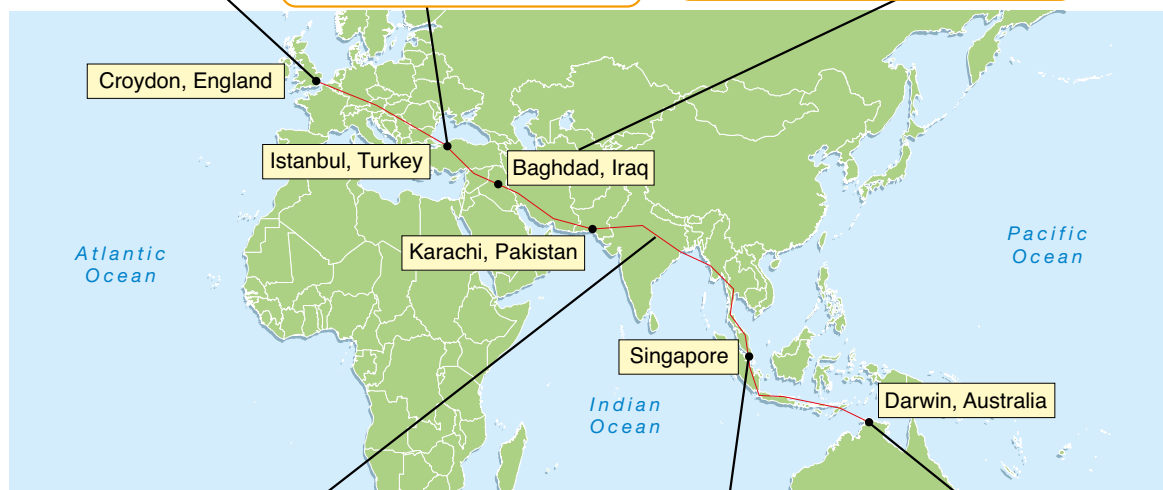 Croydon, England
Istanbul, Turkey
Baghdad, Iraq
Karachi, Pakistan
Atlantic
Ocean
Pacific
Ocean
Singapore
Indian
Ocean
Darwin, Australia